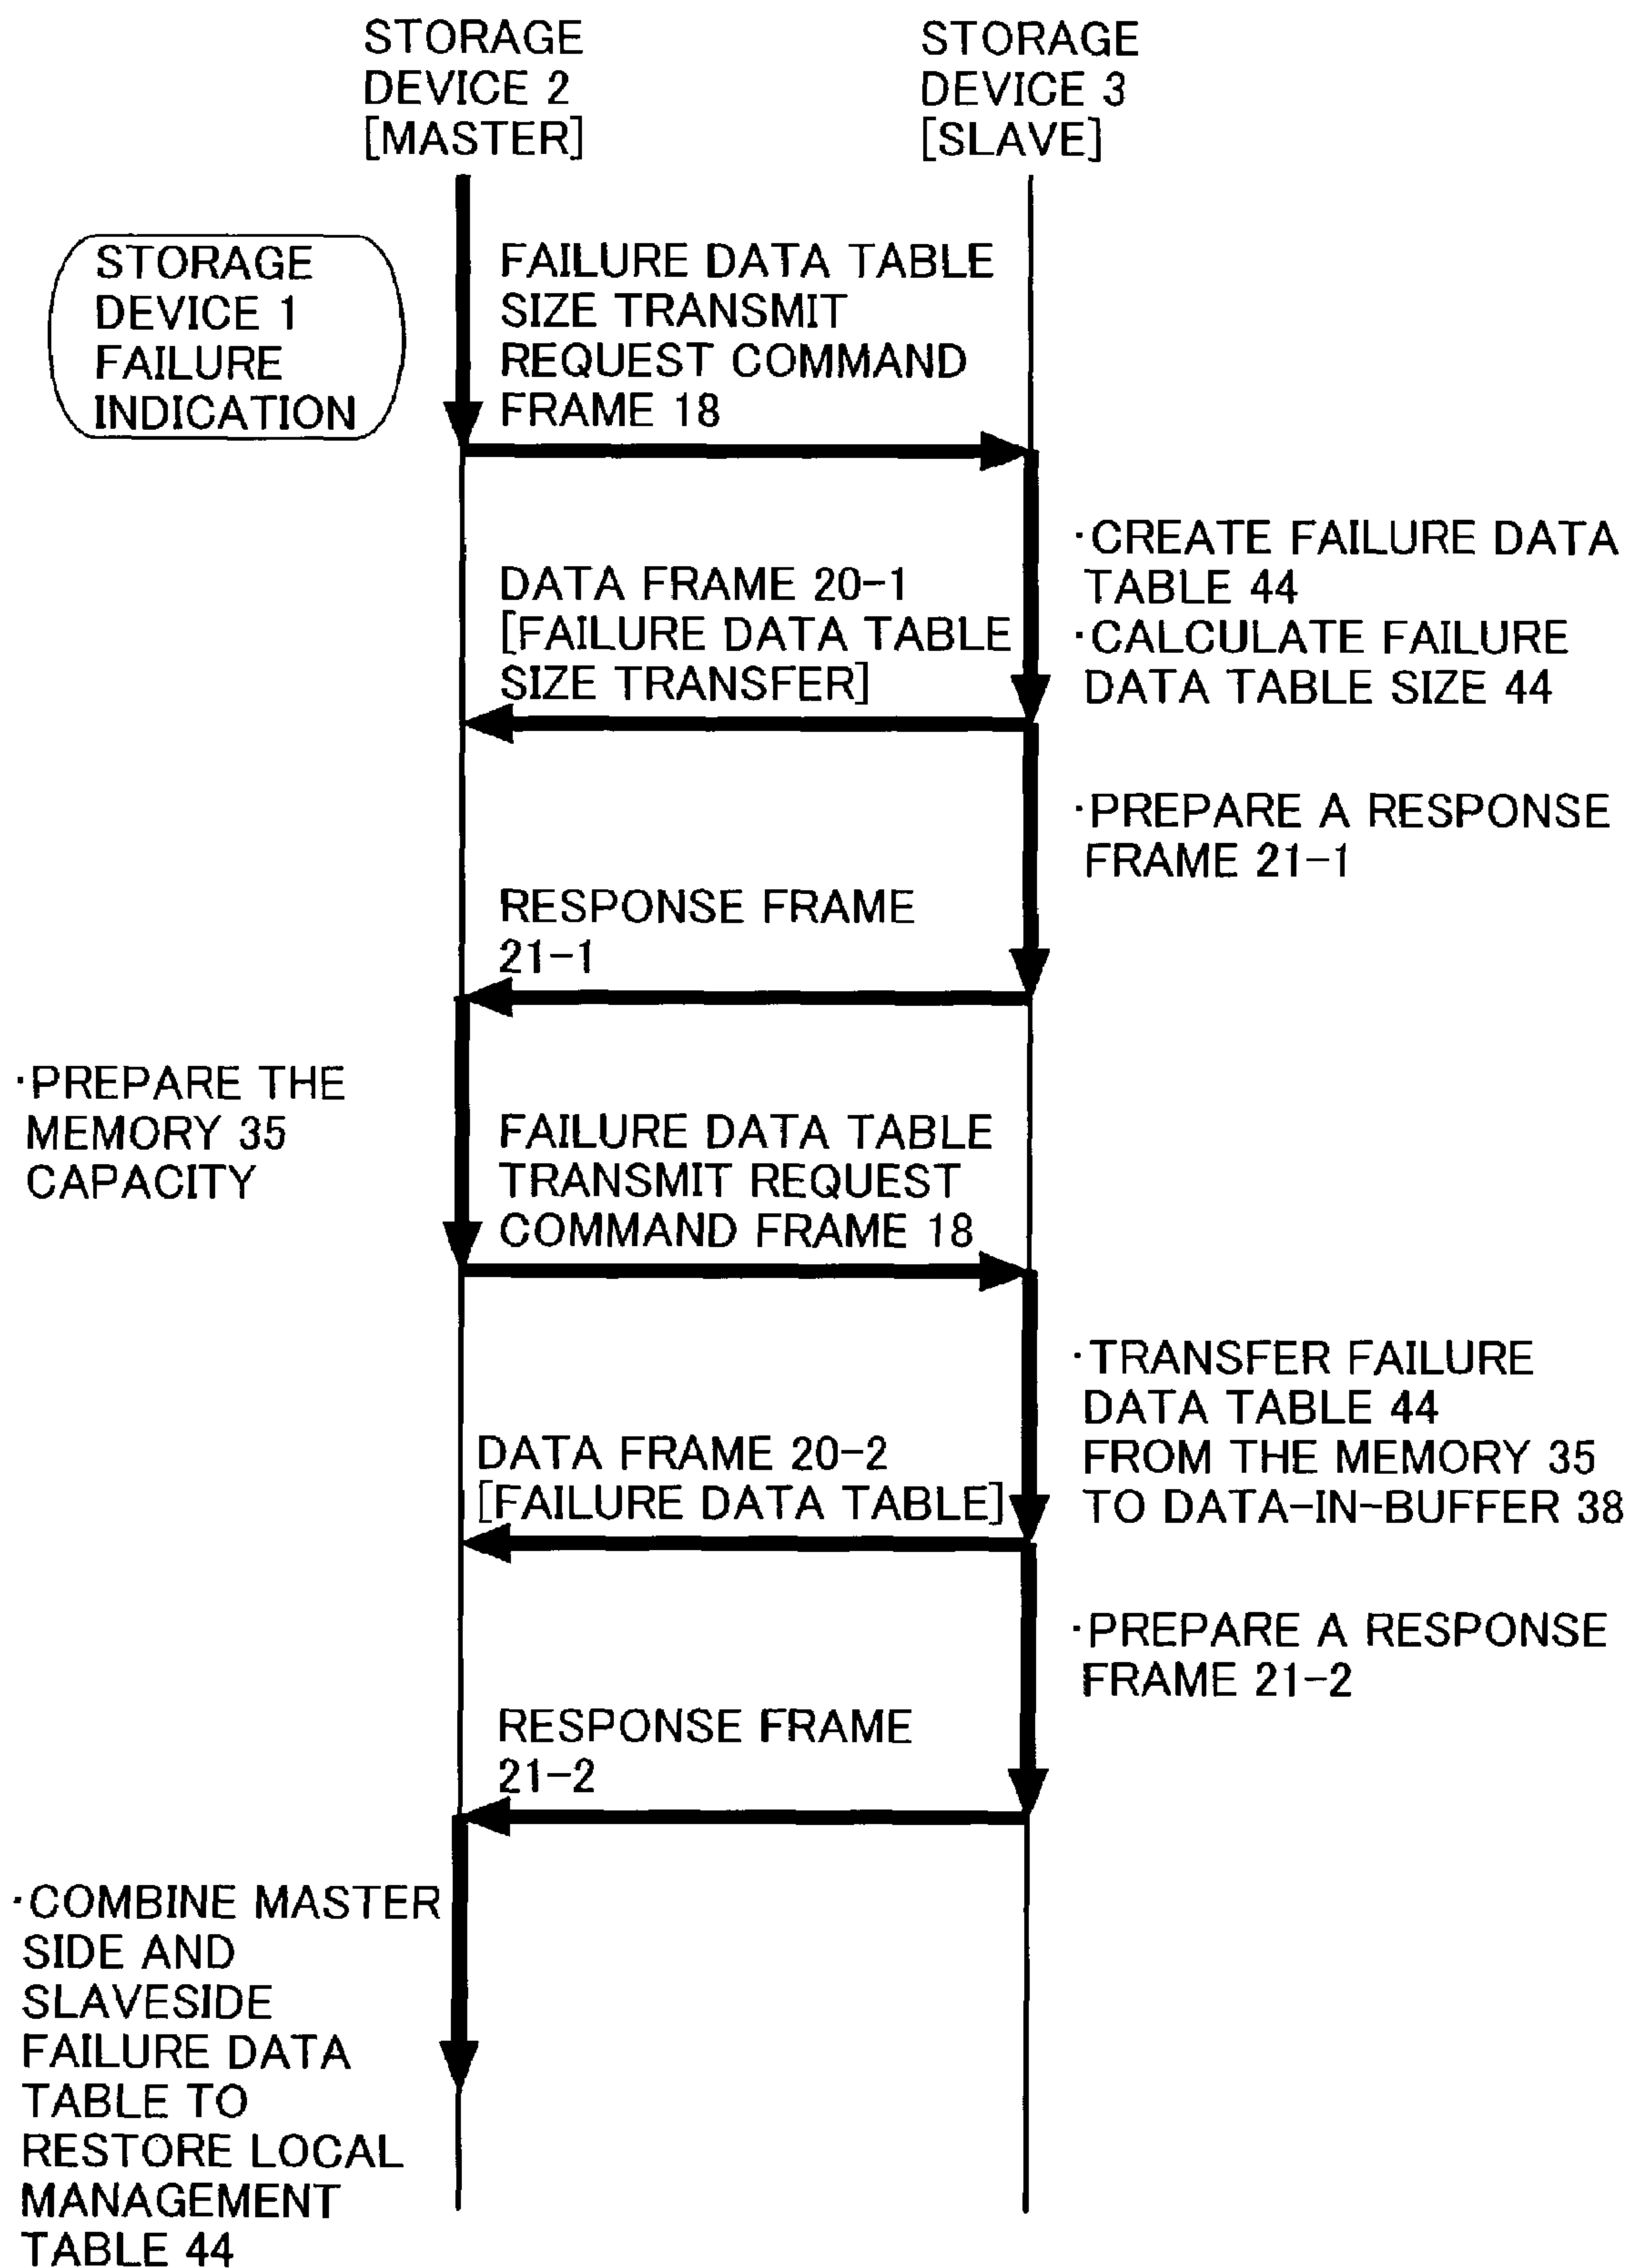 STORAGE
DEVICE 2
[MASTER]
STORAGE
DEVICE 3
[SLAVE]
STORAGE
DEVICE 1
FAILURE
INDICATION
FAILURE DATA TABLE
SIZE TRANSMIT
REQUEST COMMAND
FRAME 18
·CREATE FAILURE DATA
TABLE 44
·CALCULATE FAILURE
DATA TABLE SIZE 44
DATA FRAME 20-1
[FAILURE DATA TABLE
SIZE TRANSFER]
·PREPARE A RESPONSE
FRAME 21-1
RESPONSE FRAME
21-1
·PREPARE THE
MEMORY 35
CAPACITY
FAILURE DATA TABLE
TRANSMIT REQUEST
COMMAND FRAME 18
·TRANSFER FAILURE
DATA TABLE 44
FROM THE MEMORY 35
TO DATA-IN-BUFFER 38
DATA FRAME 20-2
[FAILURE DATA TABLE]
·PREPARE A RESPONSE
FRAME 21-2
RESPONSE FRAME
21-2
·COMBINE MASTER
SIDE AND
SLAVESIDE
FAILURE DATA
TABLE TO
RESTORE LOCAL
MANAGEMENT
TABLE 44